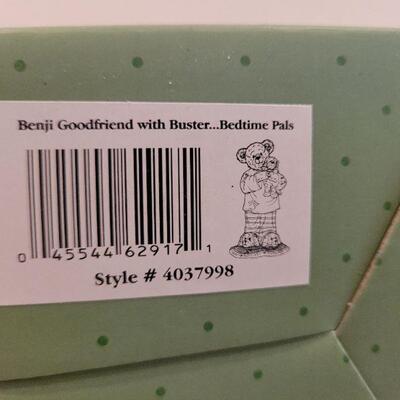 Benji Goodfriend with Buster...Bedtime Pals
0 45544 62917 1
Style # 4037998